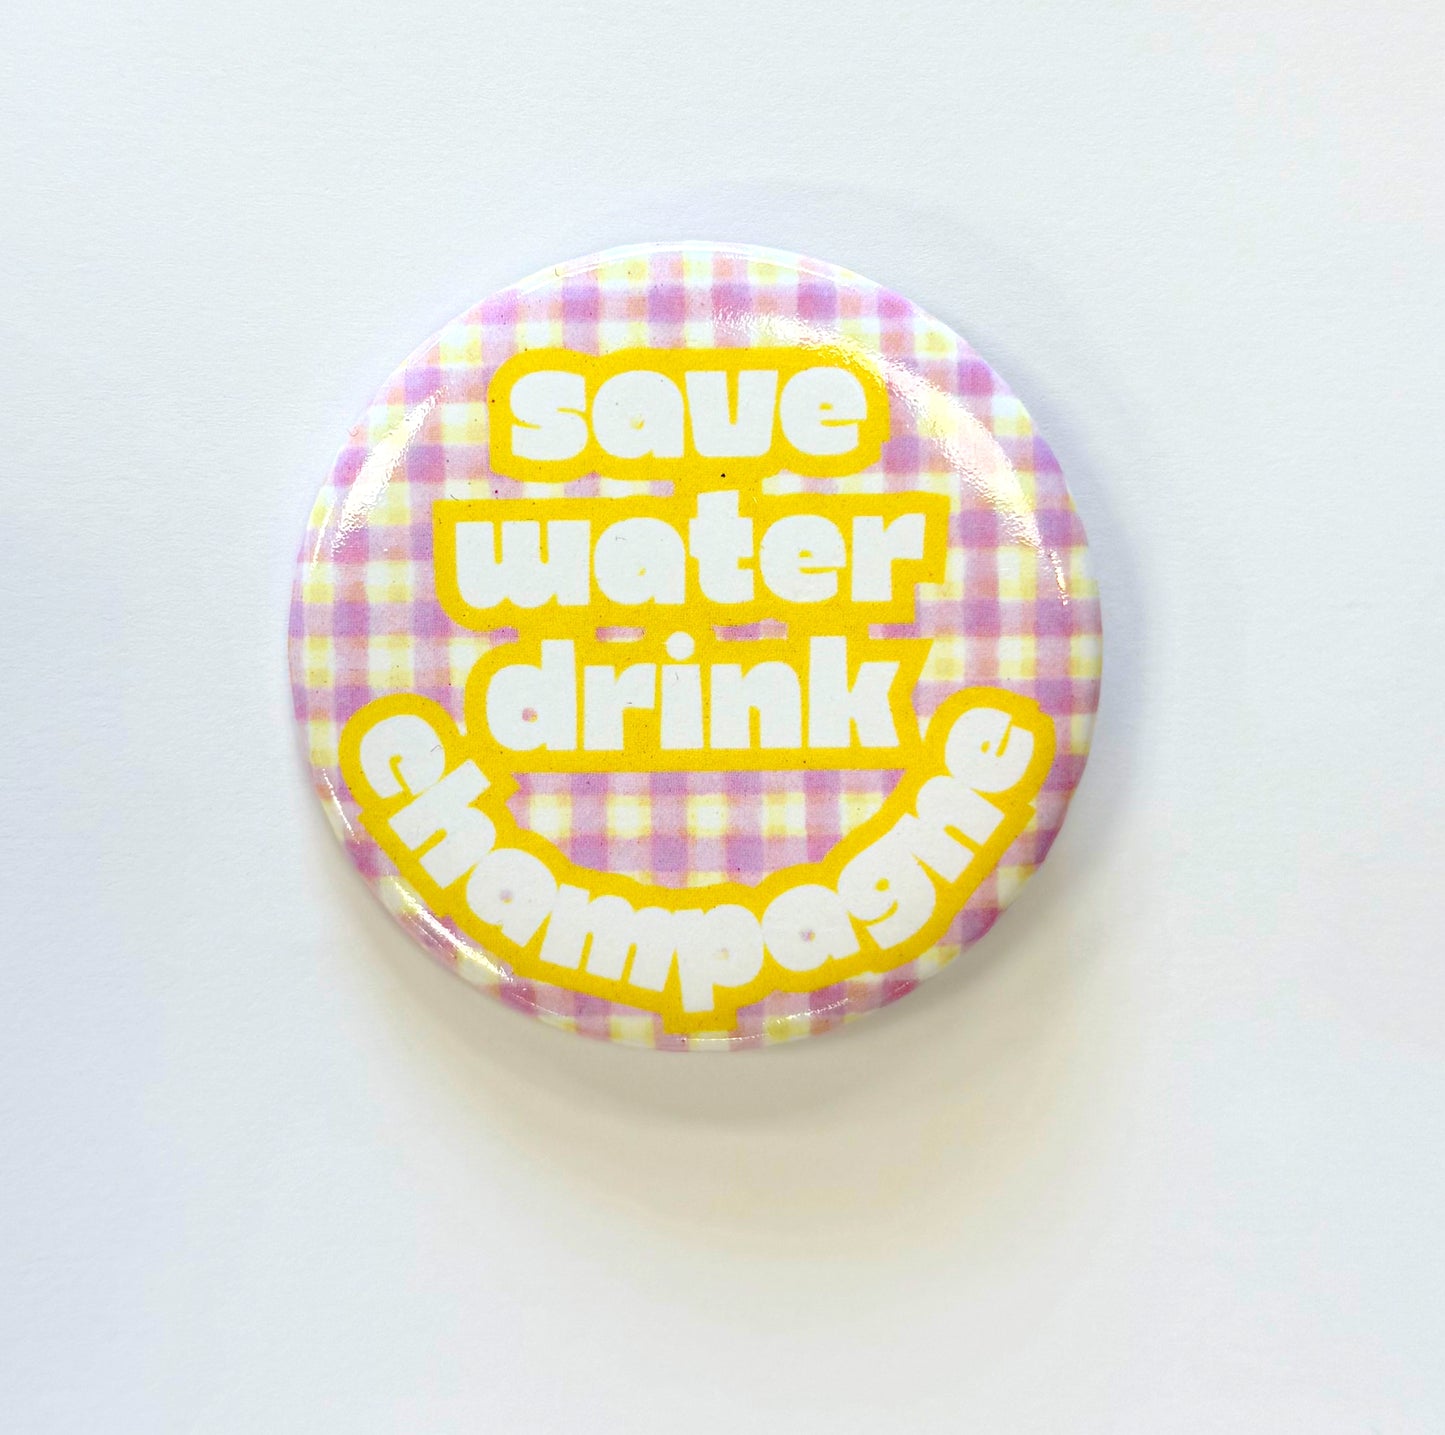 save
water
drink
champagne